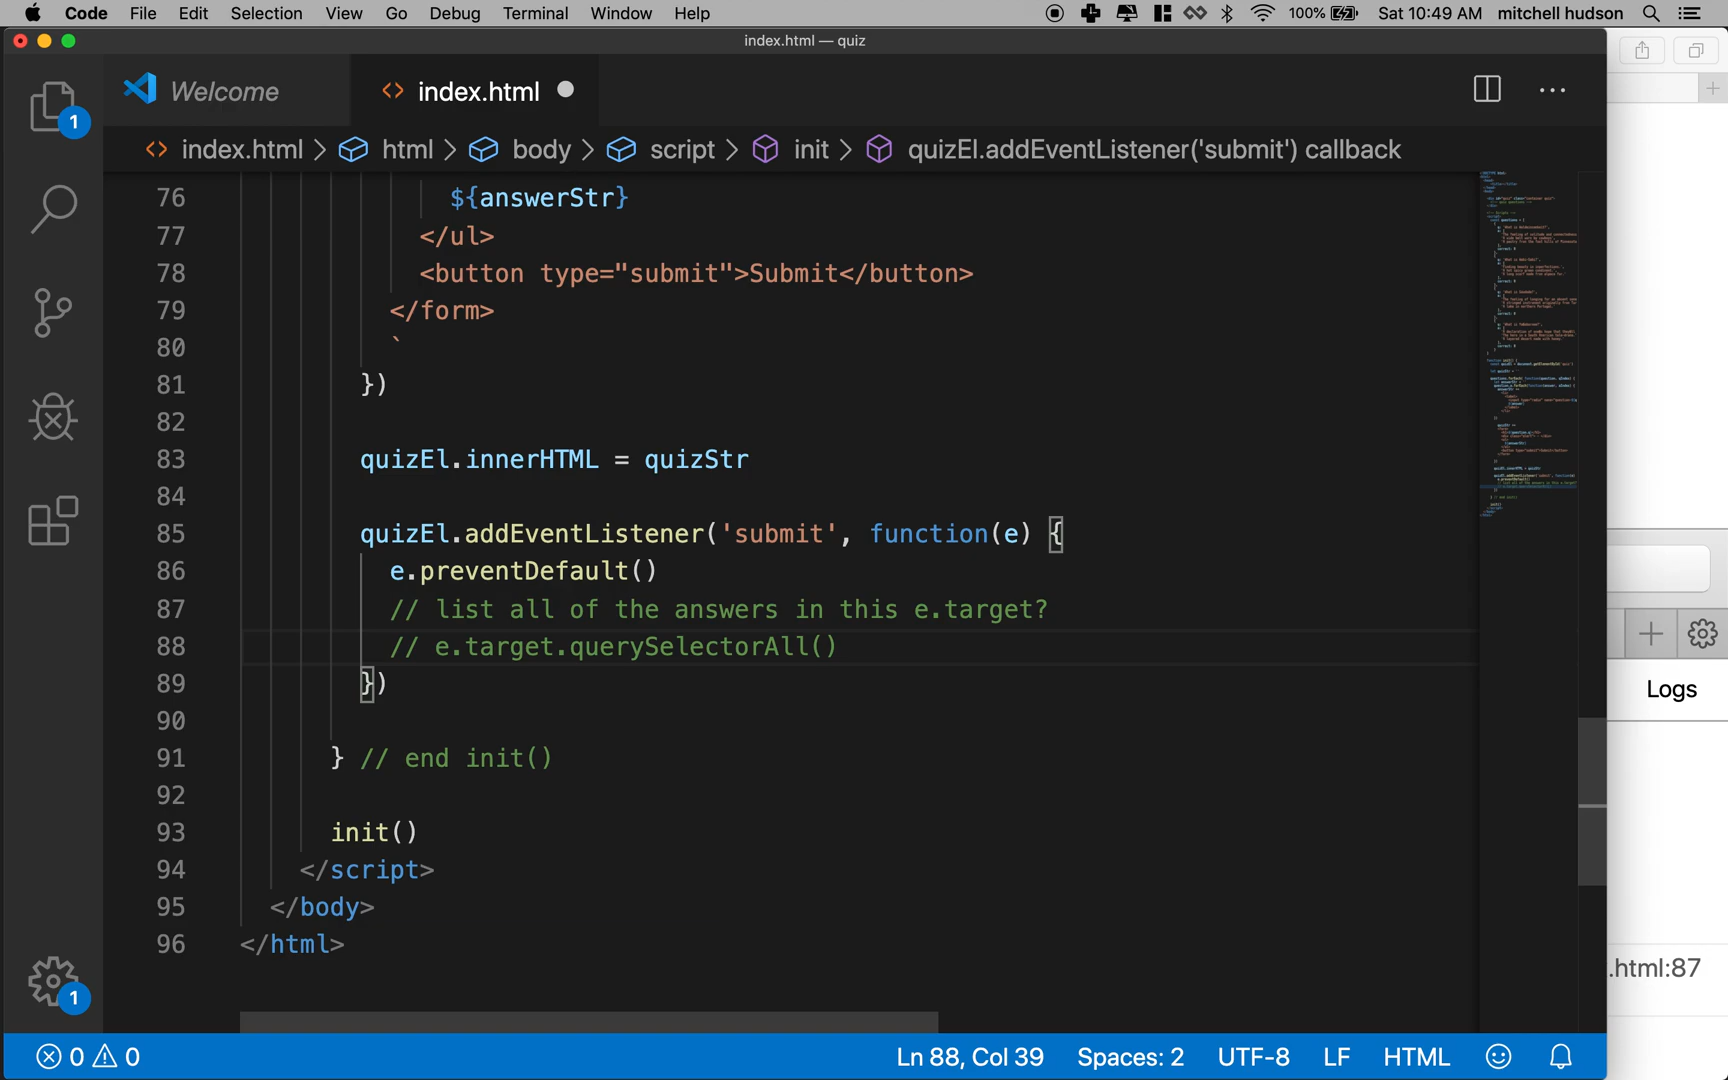 Code File Edit Selection View Go Debug Terminal Window Help 100% Sat 10:49 AM mitchell hudson
index.html — quiz
Welcome index.html
index.html html body script init quizEl.addEventListener('submit') callback
1
76 ${answerStr}
77 </ul>
78 <button type="submit">Submit</button>
79 </form>
80 `
81 })
82
83 quizEl.innerHTML = quizStr
84
85 quizEl.addEventListener('submit', function(e) {
86 e.preventDefault()
87 // list all of the answers in this e.target?
88 // e.target.querySelectorAll()
89 })
90
91 } // end init()
92
93 init()
94 </script>
95 </body>
96 </html>
Logs
.html:87
1
0 0 Ln 88, Col 39 Spaces: 2 UTF-8 LF HTML